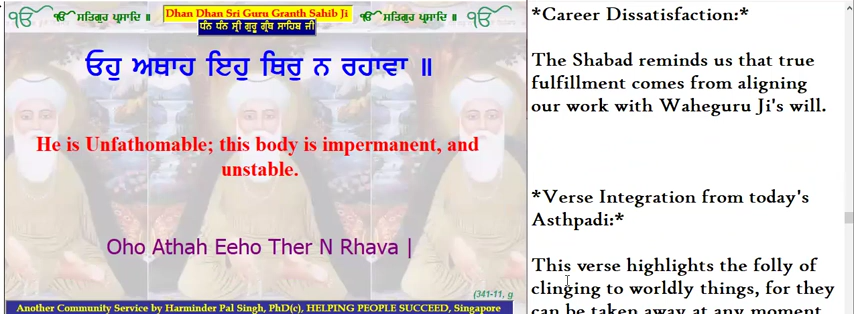 ੴ ੴ ਸਤਿਗੁਰ ਪ੍ਰਸਾਦਿ ॥
Dhan Dhan Sri Guru Granth Sahib Ji
ਧੰਨ ਧੰਨ ਸ੍ਰੀ ਗੁਰੂ ਗ੍ਰੰਥ ਸਾਹਿਬ ਜੀ
ੴ ਸਤਿਗੁਰ ਪ੍ਰਸਾਦਿ ॥ ੴ
ਓਹੁ ਅਥਾਹ ਇਹੁ ਥਿਰੁ ਨ ਰਹਾਵਾ ॥
He is Unfathomable; this body is impermanent, and
unstable.
Oho Athah Eeho Ther N Rhava |
(341-11, g
Another Community Service by Harminder Pal Singh, PhD(c), HELPING PEOPLE SUCCEED, Singapore
*Career Dissatisfaction:*
The Shabad reminds us that true
fulfillment comes from aligning
our work with Waheguru Ji's will.
*Verse Integration from today's
Asthpadi:*
This verse highlights the folly of
clinging to worldly things, for they
can be taken away at any moment